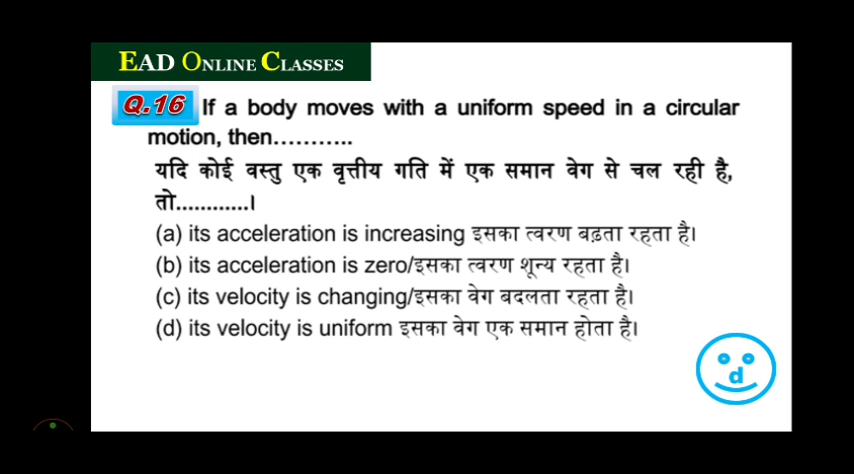 EAD ONLINE CLASSES
Q.16 If a body moves with a uniform speed in a circular
motion, then………..
यदि कोई वस्तु एक वृत्तीय गति में एक समान वेग से चल रही है,
तो............।
(a) its acceleration is increasing इसका त्वरण बढ़ता रहता है।
(b) its acceleration is zero/इसका त्वरण शून्य रहता है।
(c) its velocity is changing/इसका वेग बदलता रहता है।
(d) its velocity is uniform इसका वेग एक समान होता है।
d